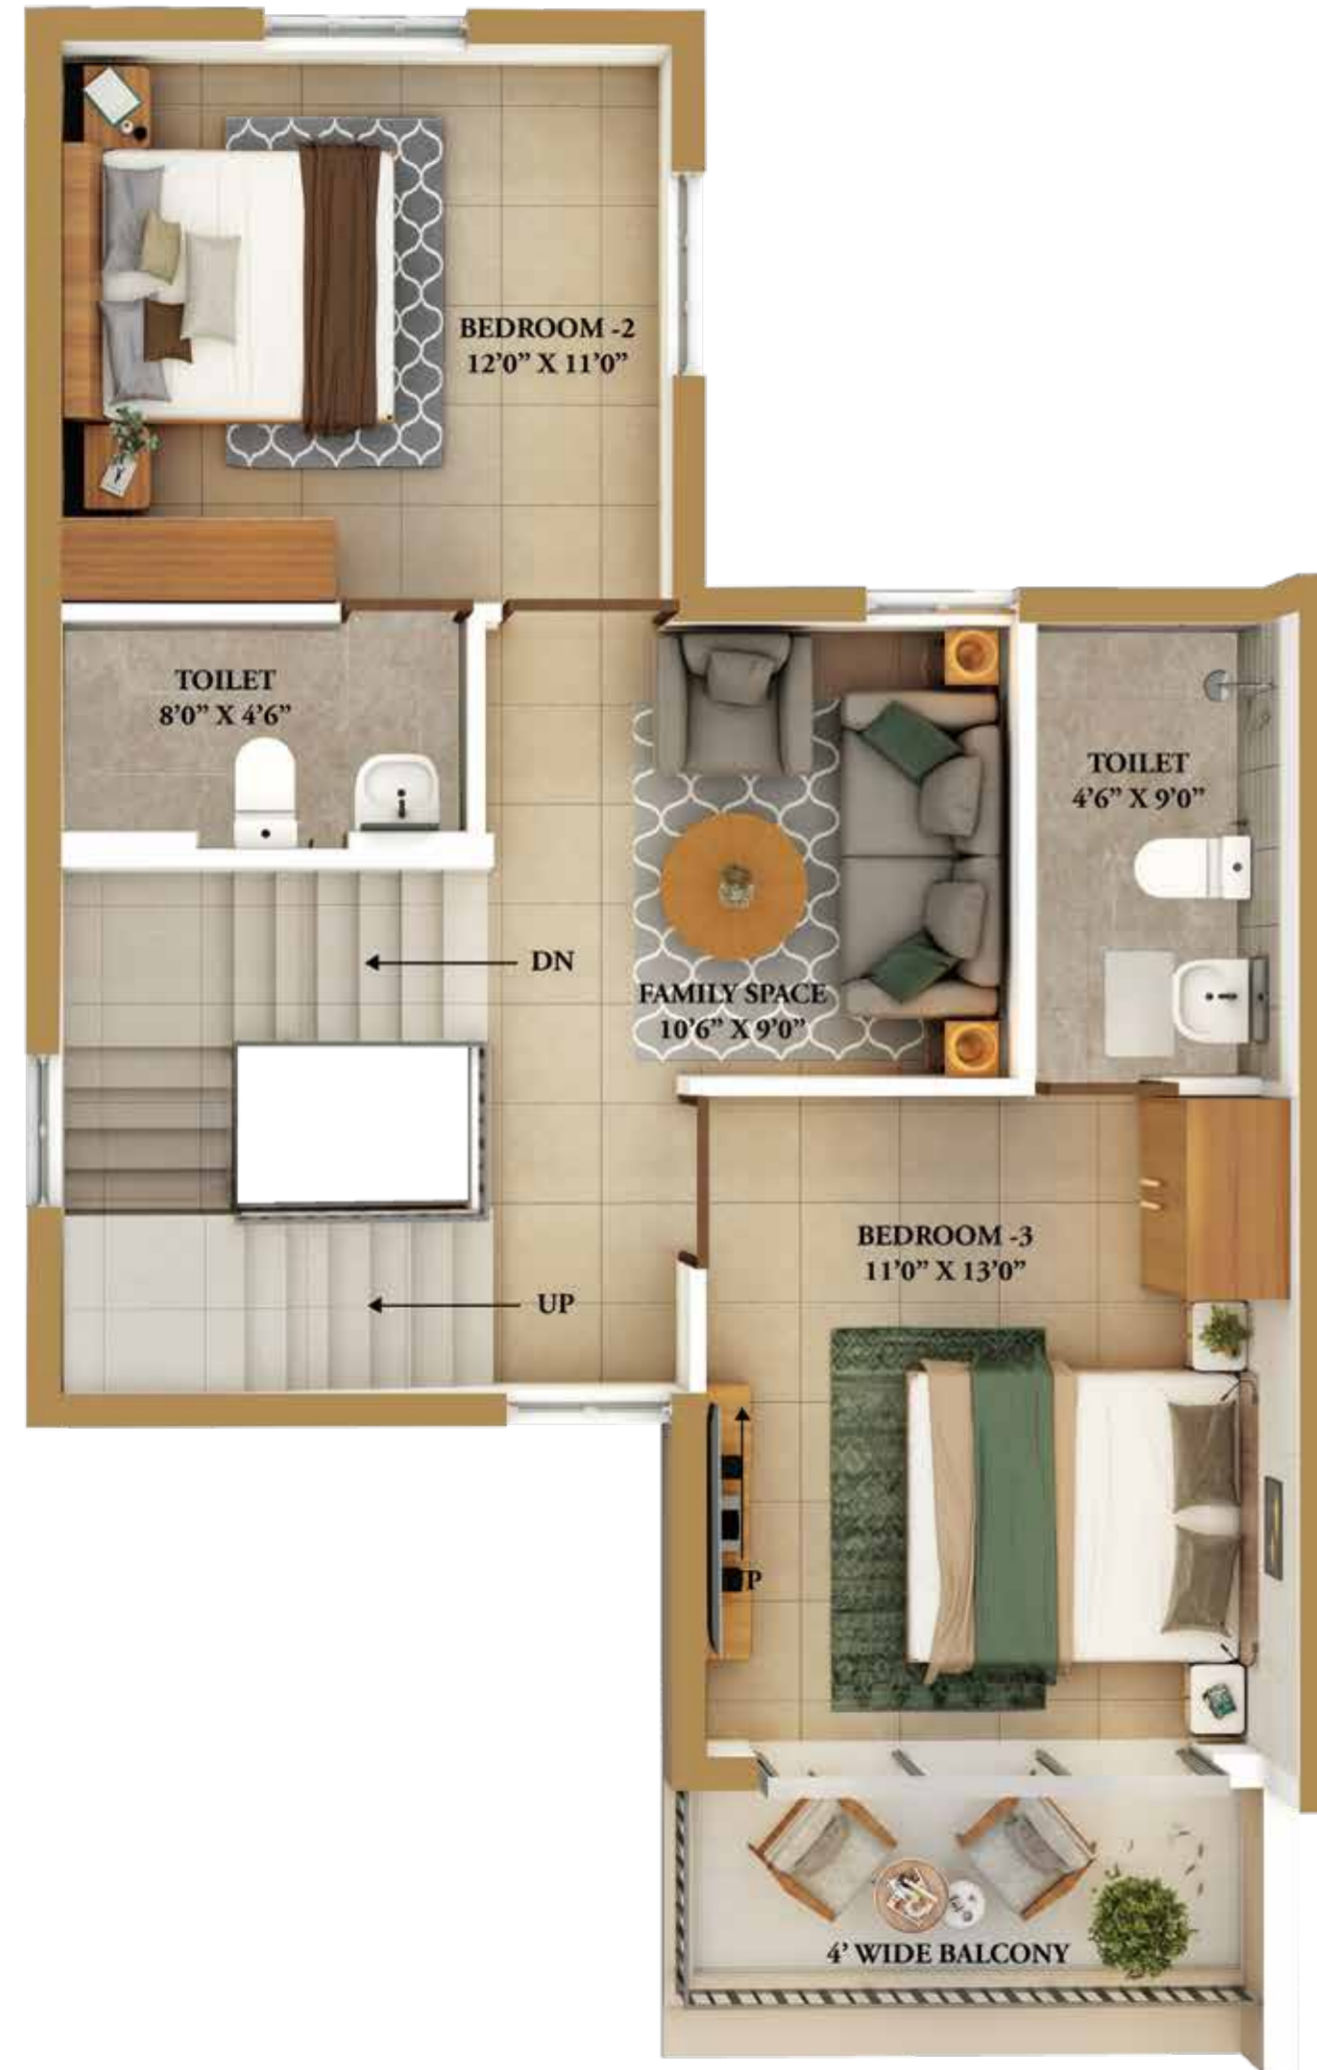 BEDROOM -2
12’0” X 11’0”
TOILET
8’0” X 4’6”
TOILET
4’6” X 9’0”
DN
FAMILY SPACE
10’6” X 9’0”
BEDROOM -3
11’0” X 13’0”
UP
UP
4’ WIDE BALCONY